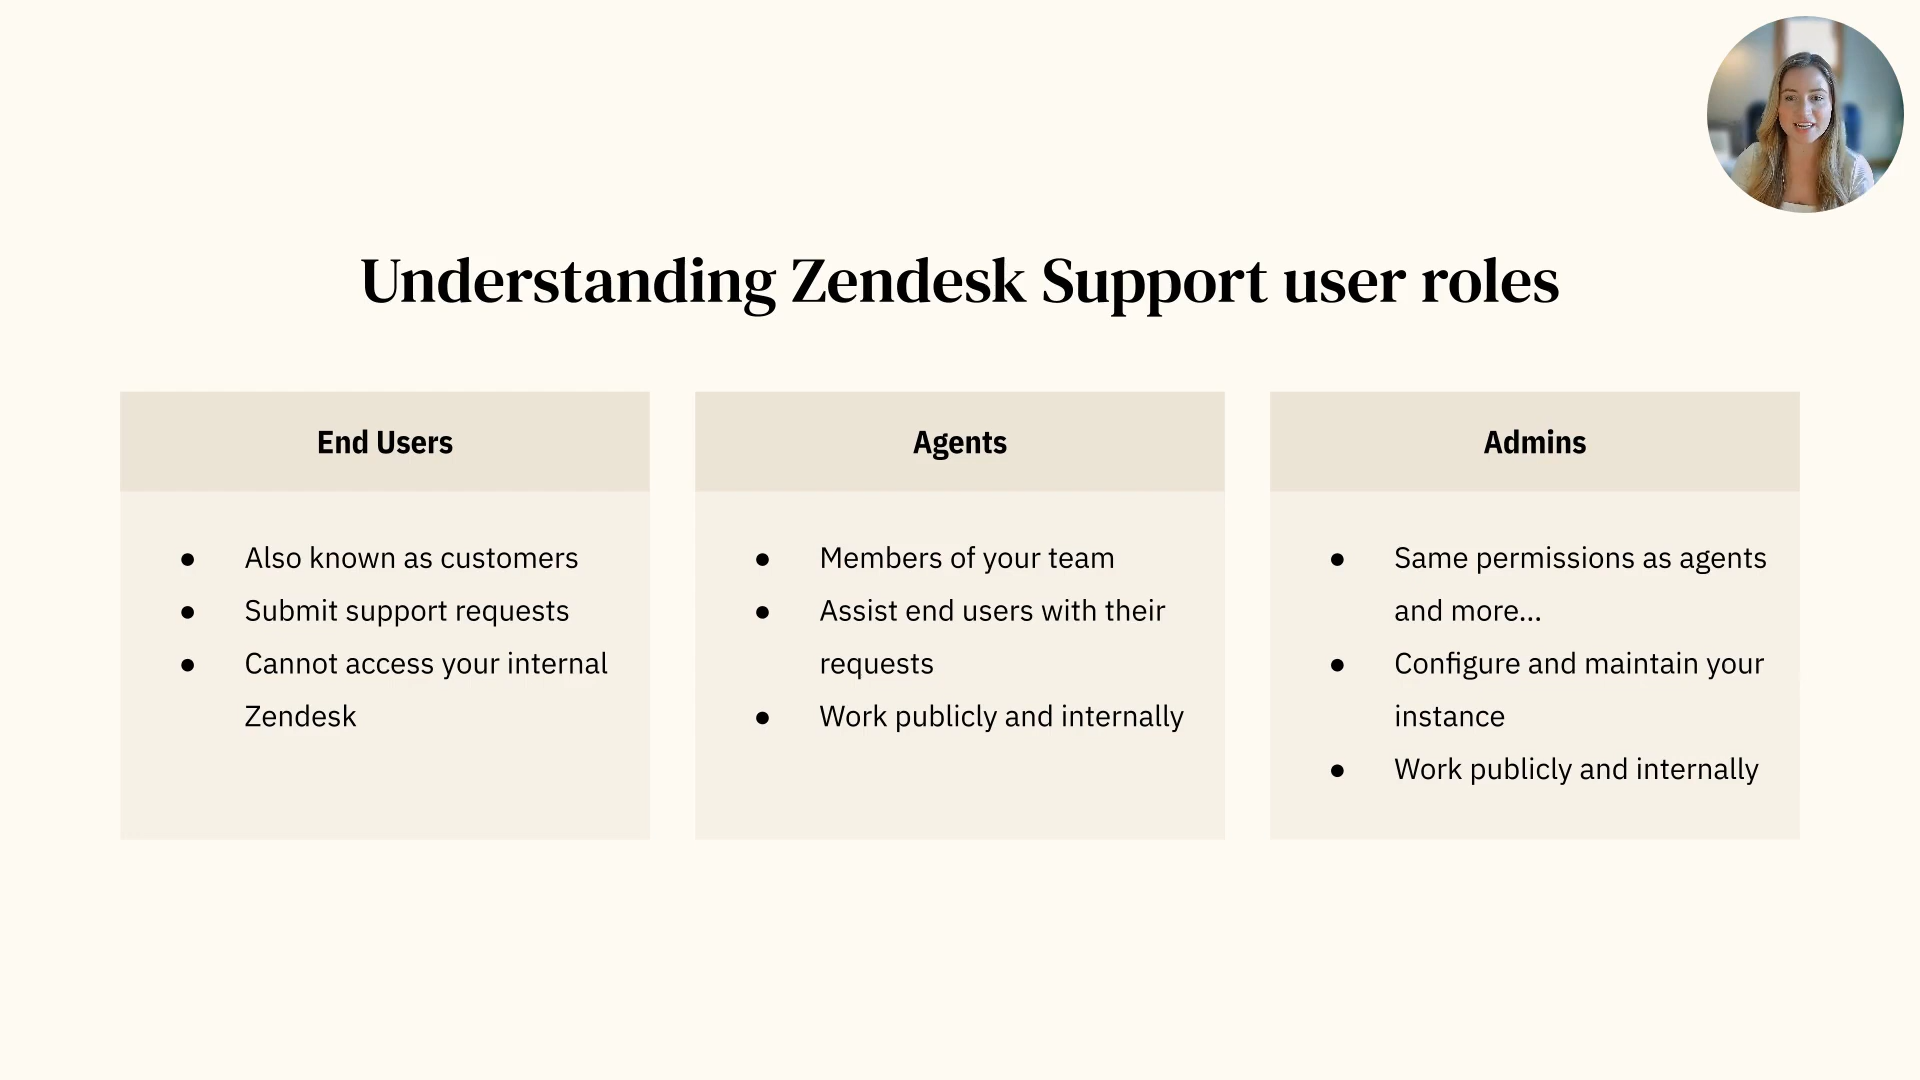 Understanding Zendesk Support user roles
End Users
● Also known as customers
● Submit support requests
● Cannot access your internal
Zendesk
Agents
● Members of your team
● Assist end users with their
requests
● Work publicly and internally
Admins
● Same permissions as agents
and more...
● Configure and maintain your
instance
● Work publicly and internally